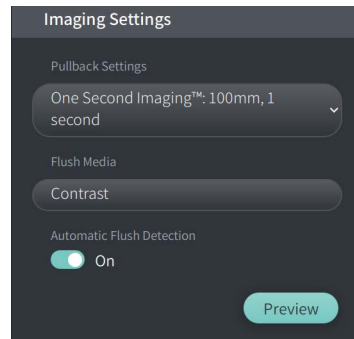 Imaging Settings
Pullback Settings
One Second Imaging™: 100mm, 1
second
Flush Media
Contrast
Automatic Flush Detection
On
Preview